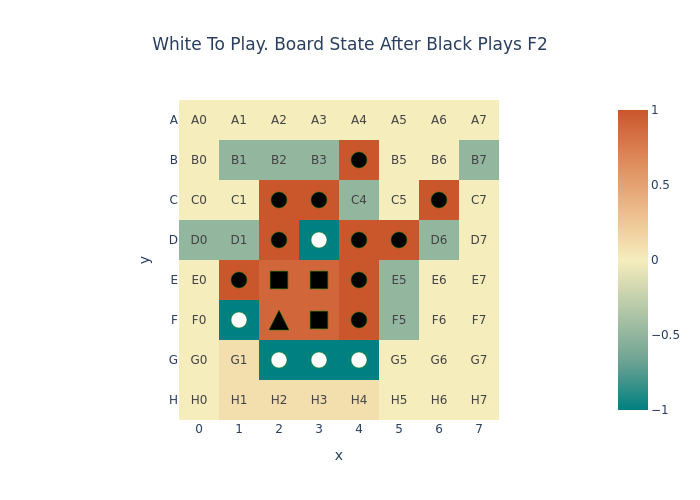 White To Play. Board State After Black Plays F2
A A0 A1 A2 A3 A4 A5 A6 A7
B B0 B1 B2 B3 B5 B6 B7
C C0 C1 C4 C5 C7
D D0 D1 D6 D7
E E0 E5 E6 E7
F F0 F5 F6 F7
G G0 G1 G5 G6 G7
H H0 H1 H2 H3 H4 H5 H6 H7
0 1 2 3 4 5 6 7
x
y
1
0.5
0
−0.5
−1